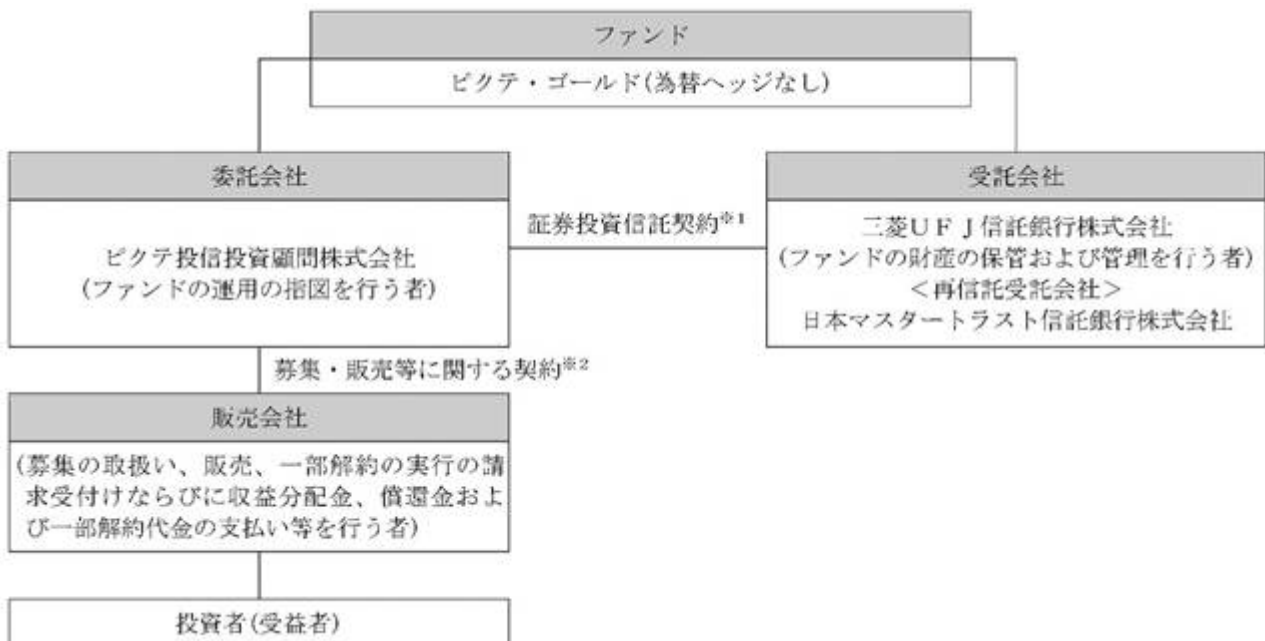 ファンド
ピクテ・ゴールド(為替ヘッジなし)
委託会社
ピクテ投信投資顧問株式会社
(ファンドの運用の指図を行う者)
証券投資信託契約※1
受託会社
三菱UFJ信託銀行株式会社
(ファンドの財産の保管および管理を行う者)
<再信託受託会社>
日本マスタートラスト信託銀行株式会社
募集・販売等に関する契約※2
販売会社
(募集の取扱い、販売、一部解約の実行の請
求受付けならびに収益分配金、償還金およ
び一部解約代金の支払い等を行う者)
投資者(受益者)